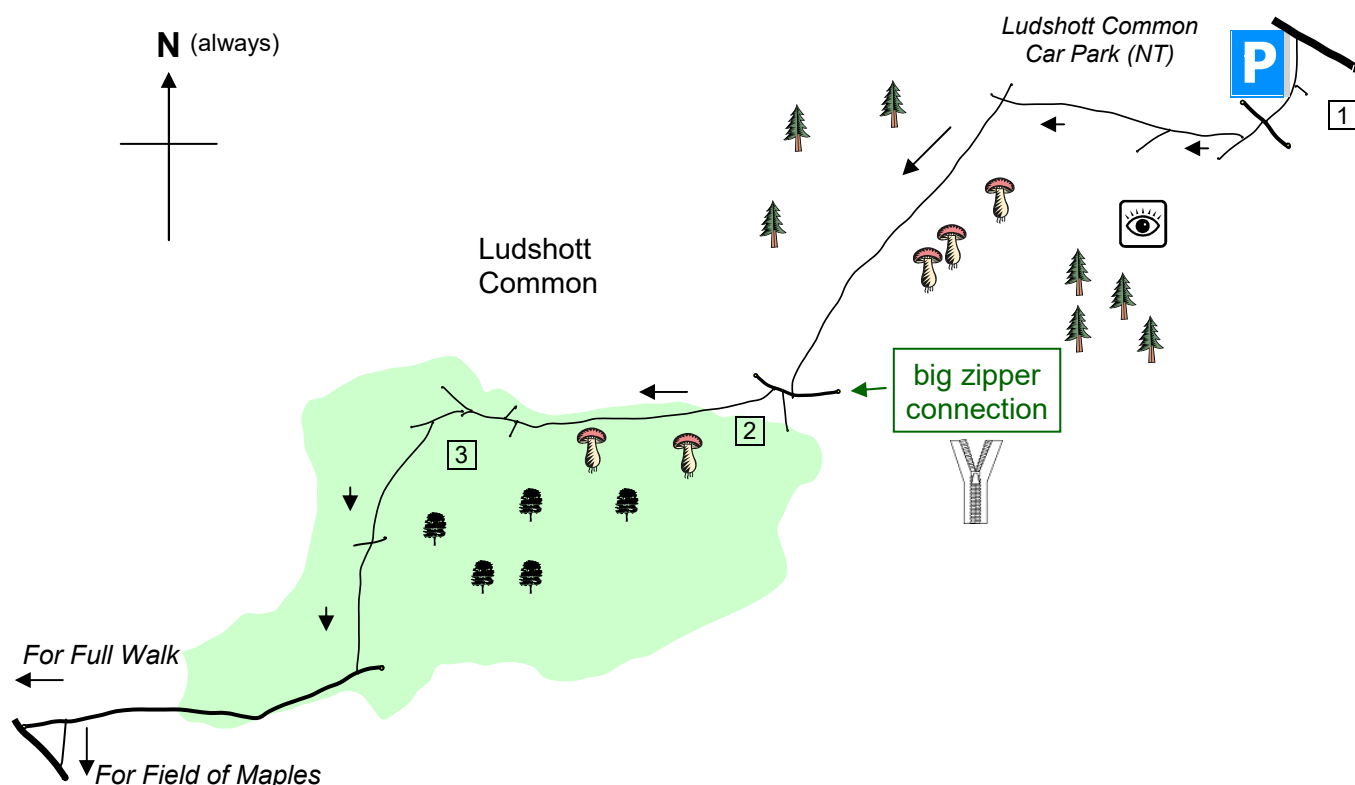 N (always)
Ludshott Common
Car Park (NT)
P
1
Ludshott
Common
big zipper
connection
2
3
For Full Walk
For Field of Maples